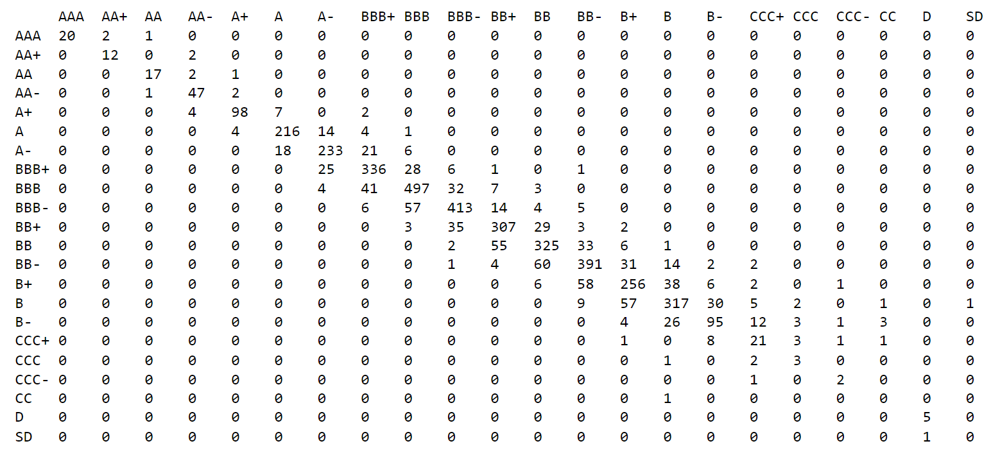 AAA AA+ AA AA- A+ A A- BBB+ BBB BBB- BB+ BB BB- B+ B B- CCC+ CCC CCC- CC D SD
AAA 20 2 1 0 0 0 0 0 0 0 0 0 0 0 0 0 0 0 0 0 0 0
AA+ 0 12 0 2 0 0 0 0 0 0 0 0 0 0 0 0 0 0 0 0 0 0
AA 0 0 17 2 1 0 0 0 0 0 0 0 0 0 0 0 0 0 0 0 0 0
AA- 0 0 1 47 2 0 0 0 0 0 0 0 0 0 0 0 0 0 0 0 0 0
A+ 0 0 0 4 98 7 0 2 0 0 0 0 0 0 0 0 0 0 0 0 0 0
A 0 0 0 0 4 216 14 4 1 0 0 0 0 0 0 0 0 0 0 0 0 0
A- 0 0 0 0 0 18 233 21 6 0 0 0 0 0 0 0 0 0 0 0 0 0
BBB+ 0 0 0 0 0 0 25 336 28 6 1 0 1 0 0 0 0 0 0 0 0 0
BBB 0 0 0 0 0 0 4 41 497 32 7 3 0 0 0 0 0 0 0 0 0 0
BBB- 0 0 0 0 0 0 0 6 57 413 14 4 5 0 0 0 0 0 0 0 0 0
BB+ 0 0 0 0 0 0 0 0 3 35 307 29 3 2 0 0 0 0 0 0 0 0
BB 0 0 0 0 0 0 0 0 0 2 55 325 33 6 1 0 0 0 0 0 0 0
BB- 0 0 0 0 0 0 0 0 0 1 4 60 391 31 14 2 2 0 0 0 0 0
B+ 0 0 0 0 0 0 0 0 0 0 0 6 58 256 38 6 2 0 1 0 0 0
B 0 0 0 0 0 0 0 0 0 0 0 0 9 57 317 30 5 2 0 1 0 1
B- 0 0 0 0 0 0 0 0 0 0 0 0 0 4 26 95 12 3 1 3 0 0
CCC+ 0 0 0 0 0 0 0 0 0 0 0 0 0 1 0 8 21 3 1 1 0 0
CCC 0 0 0 0 0 0 0 0 0 0 0 0 0 0 1 0 2 3 0 0 0 0
CCC- 0 0 0 0 0 0 0 0 0 0 0 0 0 0 0 0 1 0 2 0 0 0
CC 0 0 0 0 0 0 0 0 0 0 0 0 0 0 1 0 0 0 0 0 0 0
D 0 0 0 0 0 0 0 0 0 0 0 0 0 0 0 0 0 0 0 0 5 0
SD 0 0 0 0 0 0 0 0 0 0 0 0 0 0 0 0 0 0 0 0 1 0